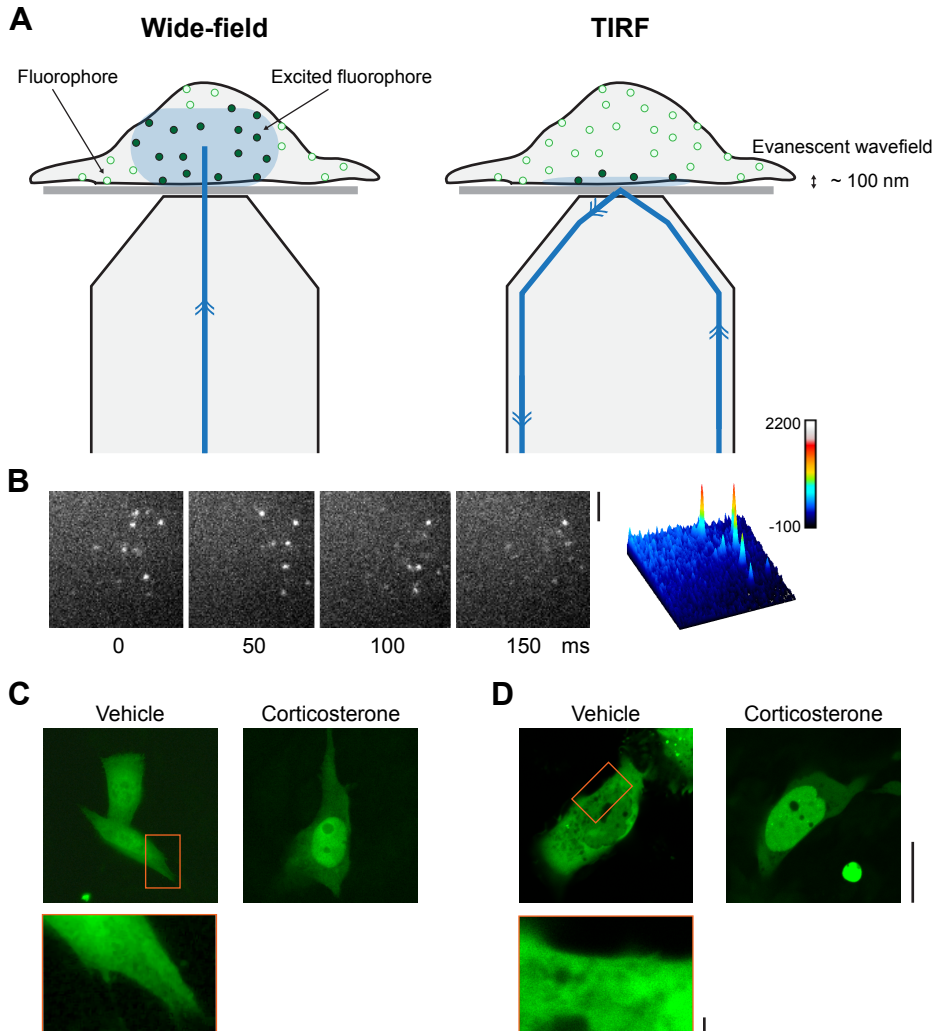 A
Wide-field
TIRF
Fluorophore
Excited fluorophore
Evanescent wavefield
~ 100 nm
B
2200
-100
0
50
100
150
ms
C
Vehicle
Corticosterone
D
Vehicle
Corticosterone